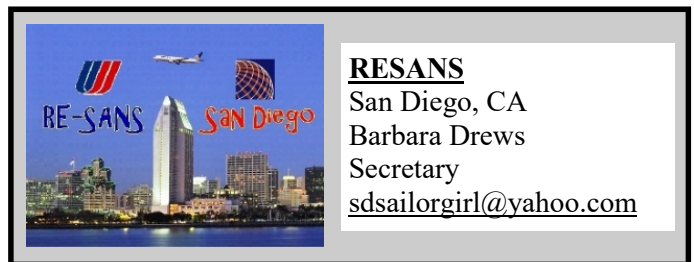 RE-SANS
San Diego
RESANS
San Diego, CA
Barbara Drews
Secretary
sdsailorgirl@yahoo.com